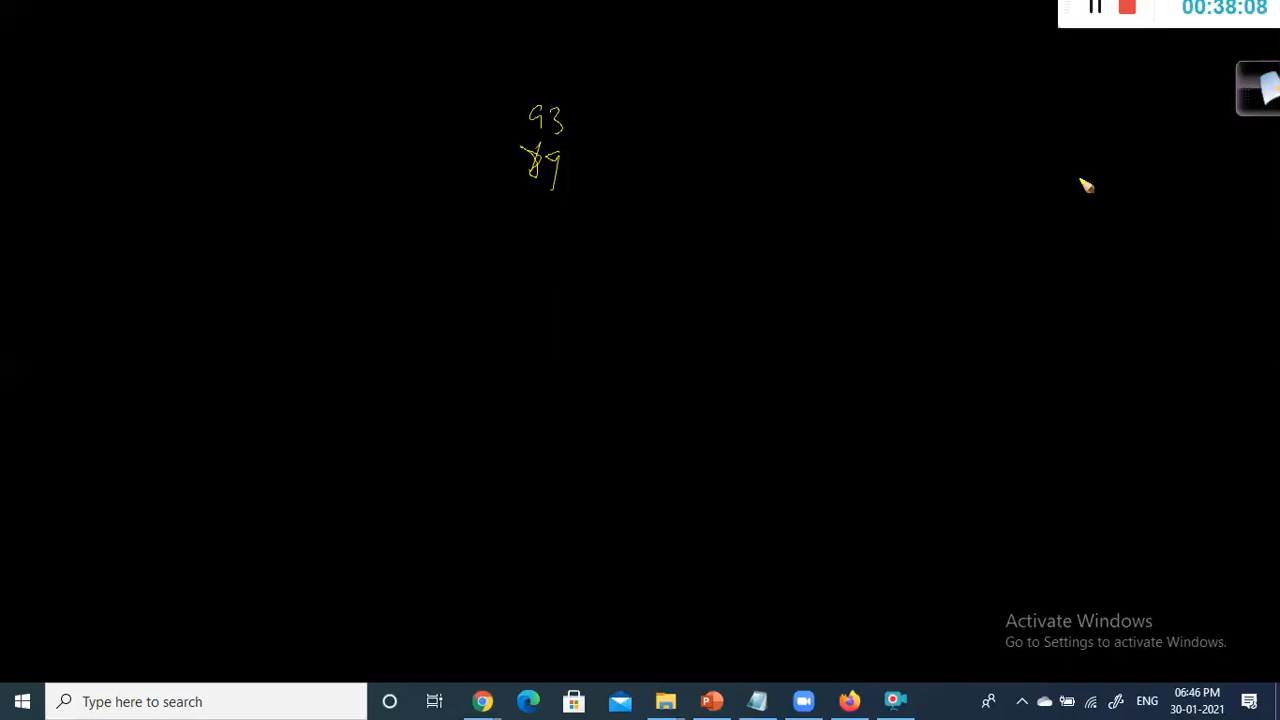 00:38:08
93
89
Activate Windows
Go to Settings to activate Windows.
Type here to search
ENG
06:46 PM
30-01-2021